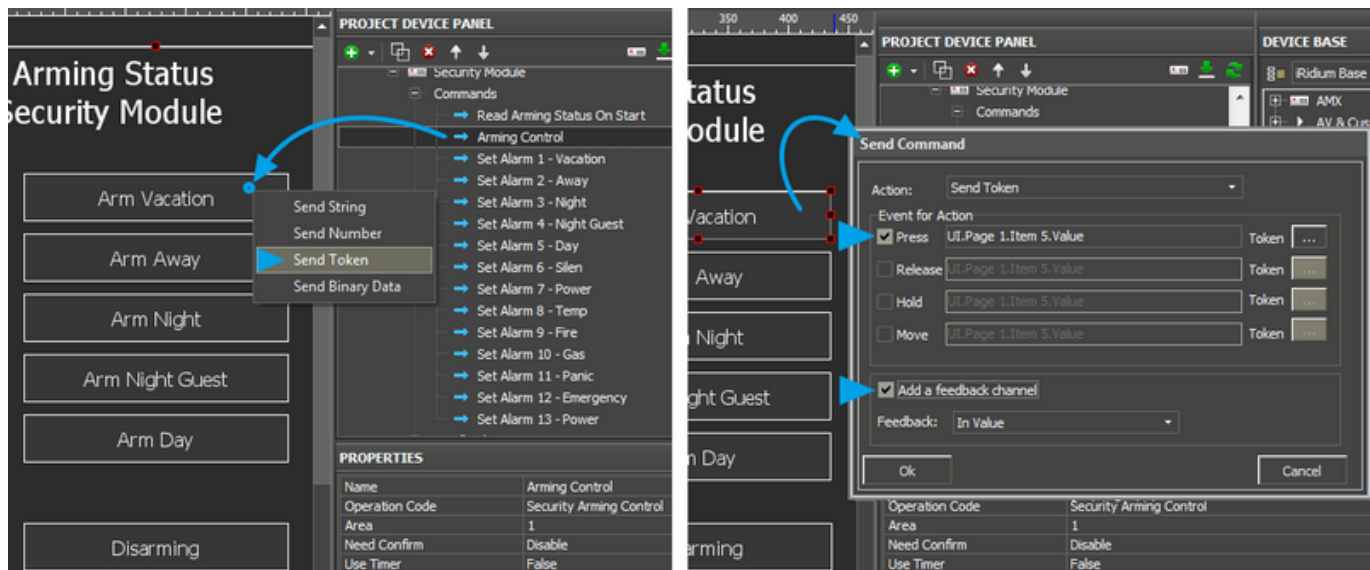 Arming Status
Security Module
Arm Vacation
Arm Away
Arm Night
Arm Night Guest
Arm Day
Disarming
Send String
Send Number
Send Token
Send Binary Data
PROJECT DEVICE PANEL
Security Module
Commands
Read Arming Status On Start
Arming Control
Set Alarm 1 - Vacation
Set Alarm 2 - Away
Set Alarm 3 - Night
Set Alarm 4 - Night Guest
Set Alarm 5 - Day
Set Alarm 6 - Silen
Set Alarm 7 - Power
Set Alarm 8 - Temp
Set Alarm 9 - Fire
Set Alarm 10 - Gas
Set Alarm 11 - Panic
Set Alarm 12 - Emergency
Set Alarm 13 - Power
PROPERTIES
Name Arming Control
Operation Code Security Arming Control
Area 1
Need Confirm Disable
Use Timer False
350 400 450
tatus
odule
Vacation
Away
Night
ght Guest
m Day
arming
PROJECT DEVICE PANEL
Security Module
Commands
DEVICE BASE
iRidium Base
AMX
AV & Cus
Send Command
Action: Send Token
Event for Action
Press UI.Page 1.Item 5.Value Token ...
Release UI.Page 1.Item 5.Value Token ...
Hold UI.Page 1.Item 5.Value Token ...
Move UI.Page 1.Item 5.Value Token ...
Add a feedback channel
Feedback: In Value
Ok Cancel
Operation Code Security Arming Control
Area 1
Need Confirm Disable
Use Timer False